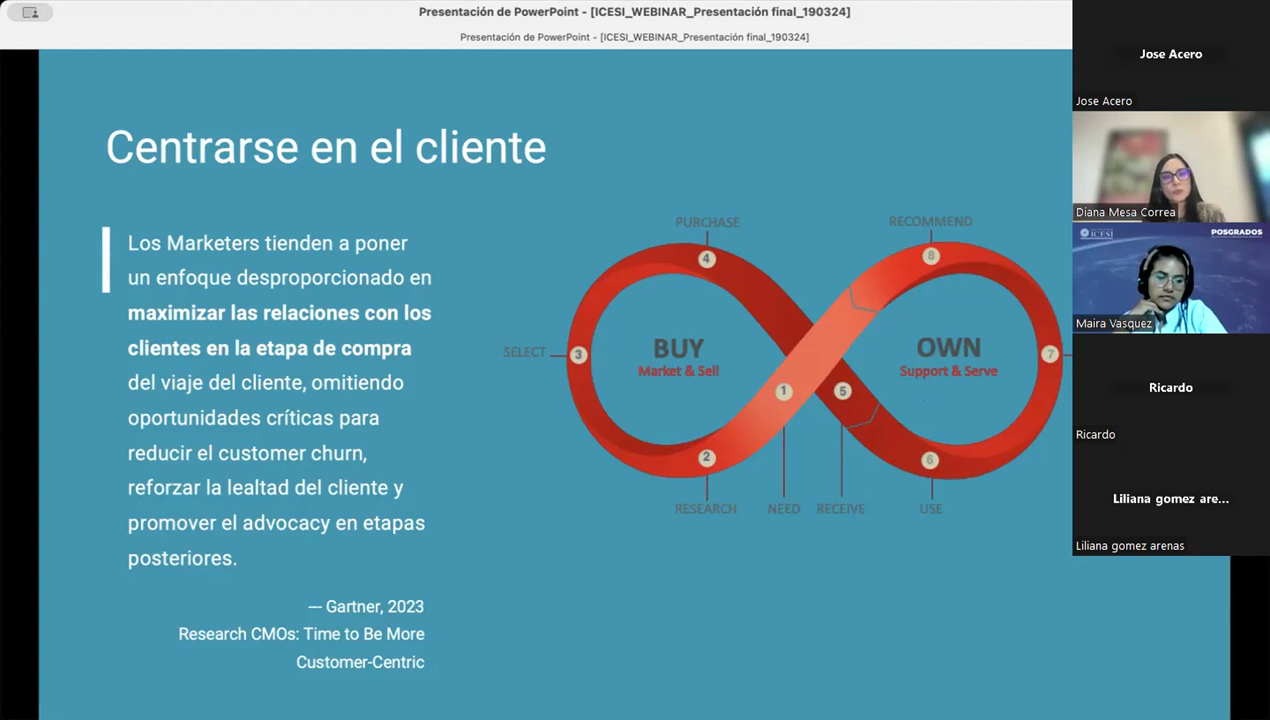 Presentación de PowerPoint - [ICESI_WEBINAR_Presentación final_190324]
Presentación de PowerPoint - [ICESI_WEBINAR_Presentación final_190324]
Centrarse en el cliente
Los Marketers tienden a poner
un enfoque desproporcionado en
maximizar las relaciones con los
clientes en la etapa de compra
del viaje del cliente, omitiendo
oportunidades críticas para
reducir el customer churn,
reforzar la lealtad del cliente y
promover el advocacy en etapas
posteriores.
--- Gartner, 2023
Research CMOs: Time to Be More
Customer-Centric
PURCHASE
RECOMMEND
4
8
SELECT
3
BUY
Market & Sell
OWN
Support & Serve
7
1
5
2
6
RESEARCH
NEED
RECEIVE
USE
Jose Acero
Jose Acero
Diana Mesa Correa
ICESI
POSGRADOS
Maira Vasquez
Ricardo
Ricardo
Liliana gomez are...
Liliana gomez arenas